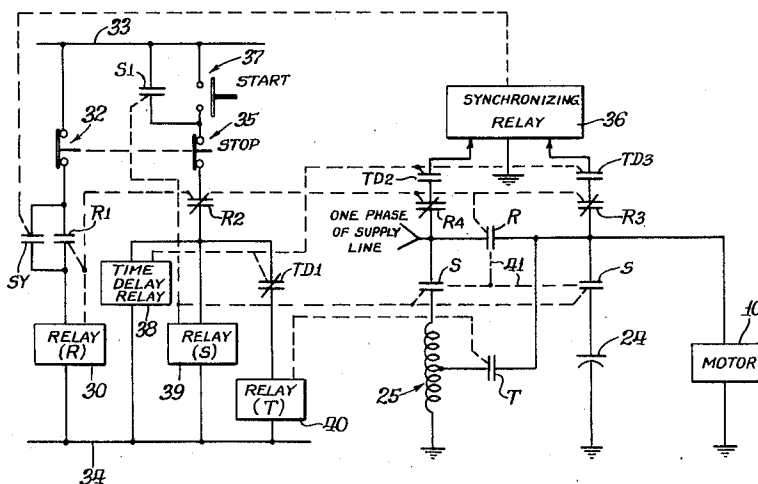 33
37
S1
START
32
35
STOP
SYNCHRONIZING
RELAY
36
TD2
TD3
R2
R4
R3
ONE PHASE
OF SUPPLY
LINE
R
SY
R1
TD1
41
S
S
TIME
DELAY
RELAY
38
RELAY
(R)
30
RELAY
(S)
39
RELAY
(T)
40
25
T
24
10
MOTOR
34